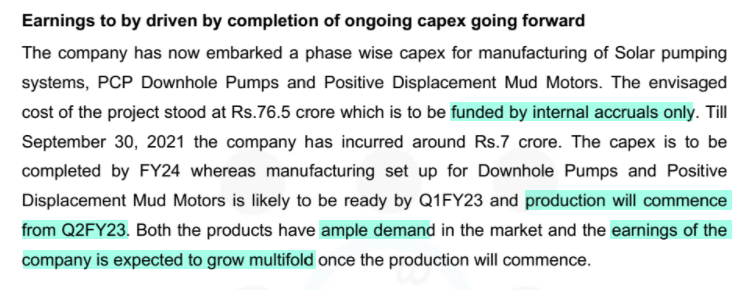 Earnings to by driven by completion of ongoing capex going forward
The company has now embarked a phase wise capex for manufacturing of Solar pumping
systems, PCP Downhole Pumps and Positive Displacement Mud Motors. The envisaged
cost of the project stood at Rs.76.5 crore which is to be funded by internal accruals only. Till
September 30, 2021 the company has incurred around Rs.7 crore. The capex is to be
completed by FY24 whereas manufacturing set up for Downhole Pumps and Positive
Displacement Mud Motors is likely to be ready by Q1FY23 and production will commence
from Q2FY23. Both the products have ample demand in the market and the earnings of the
company is expected to grow multifold once the production will commence.